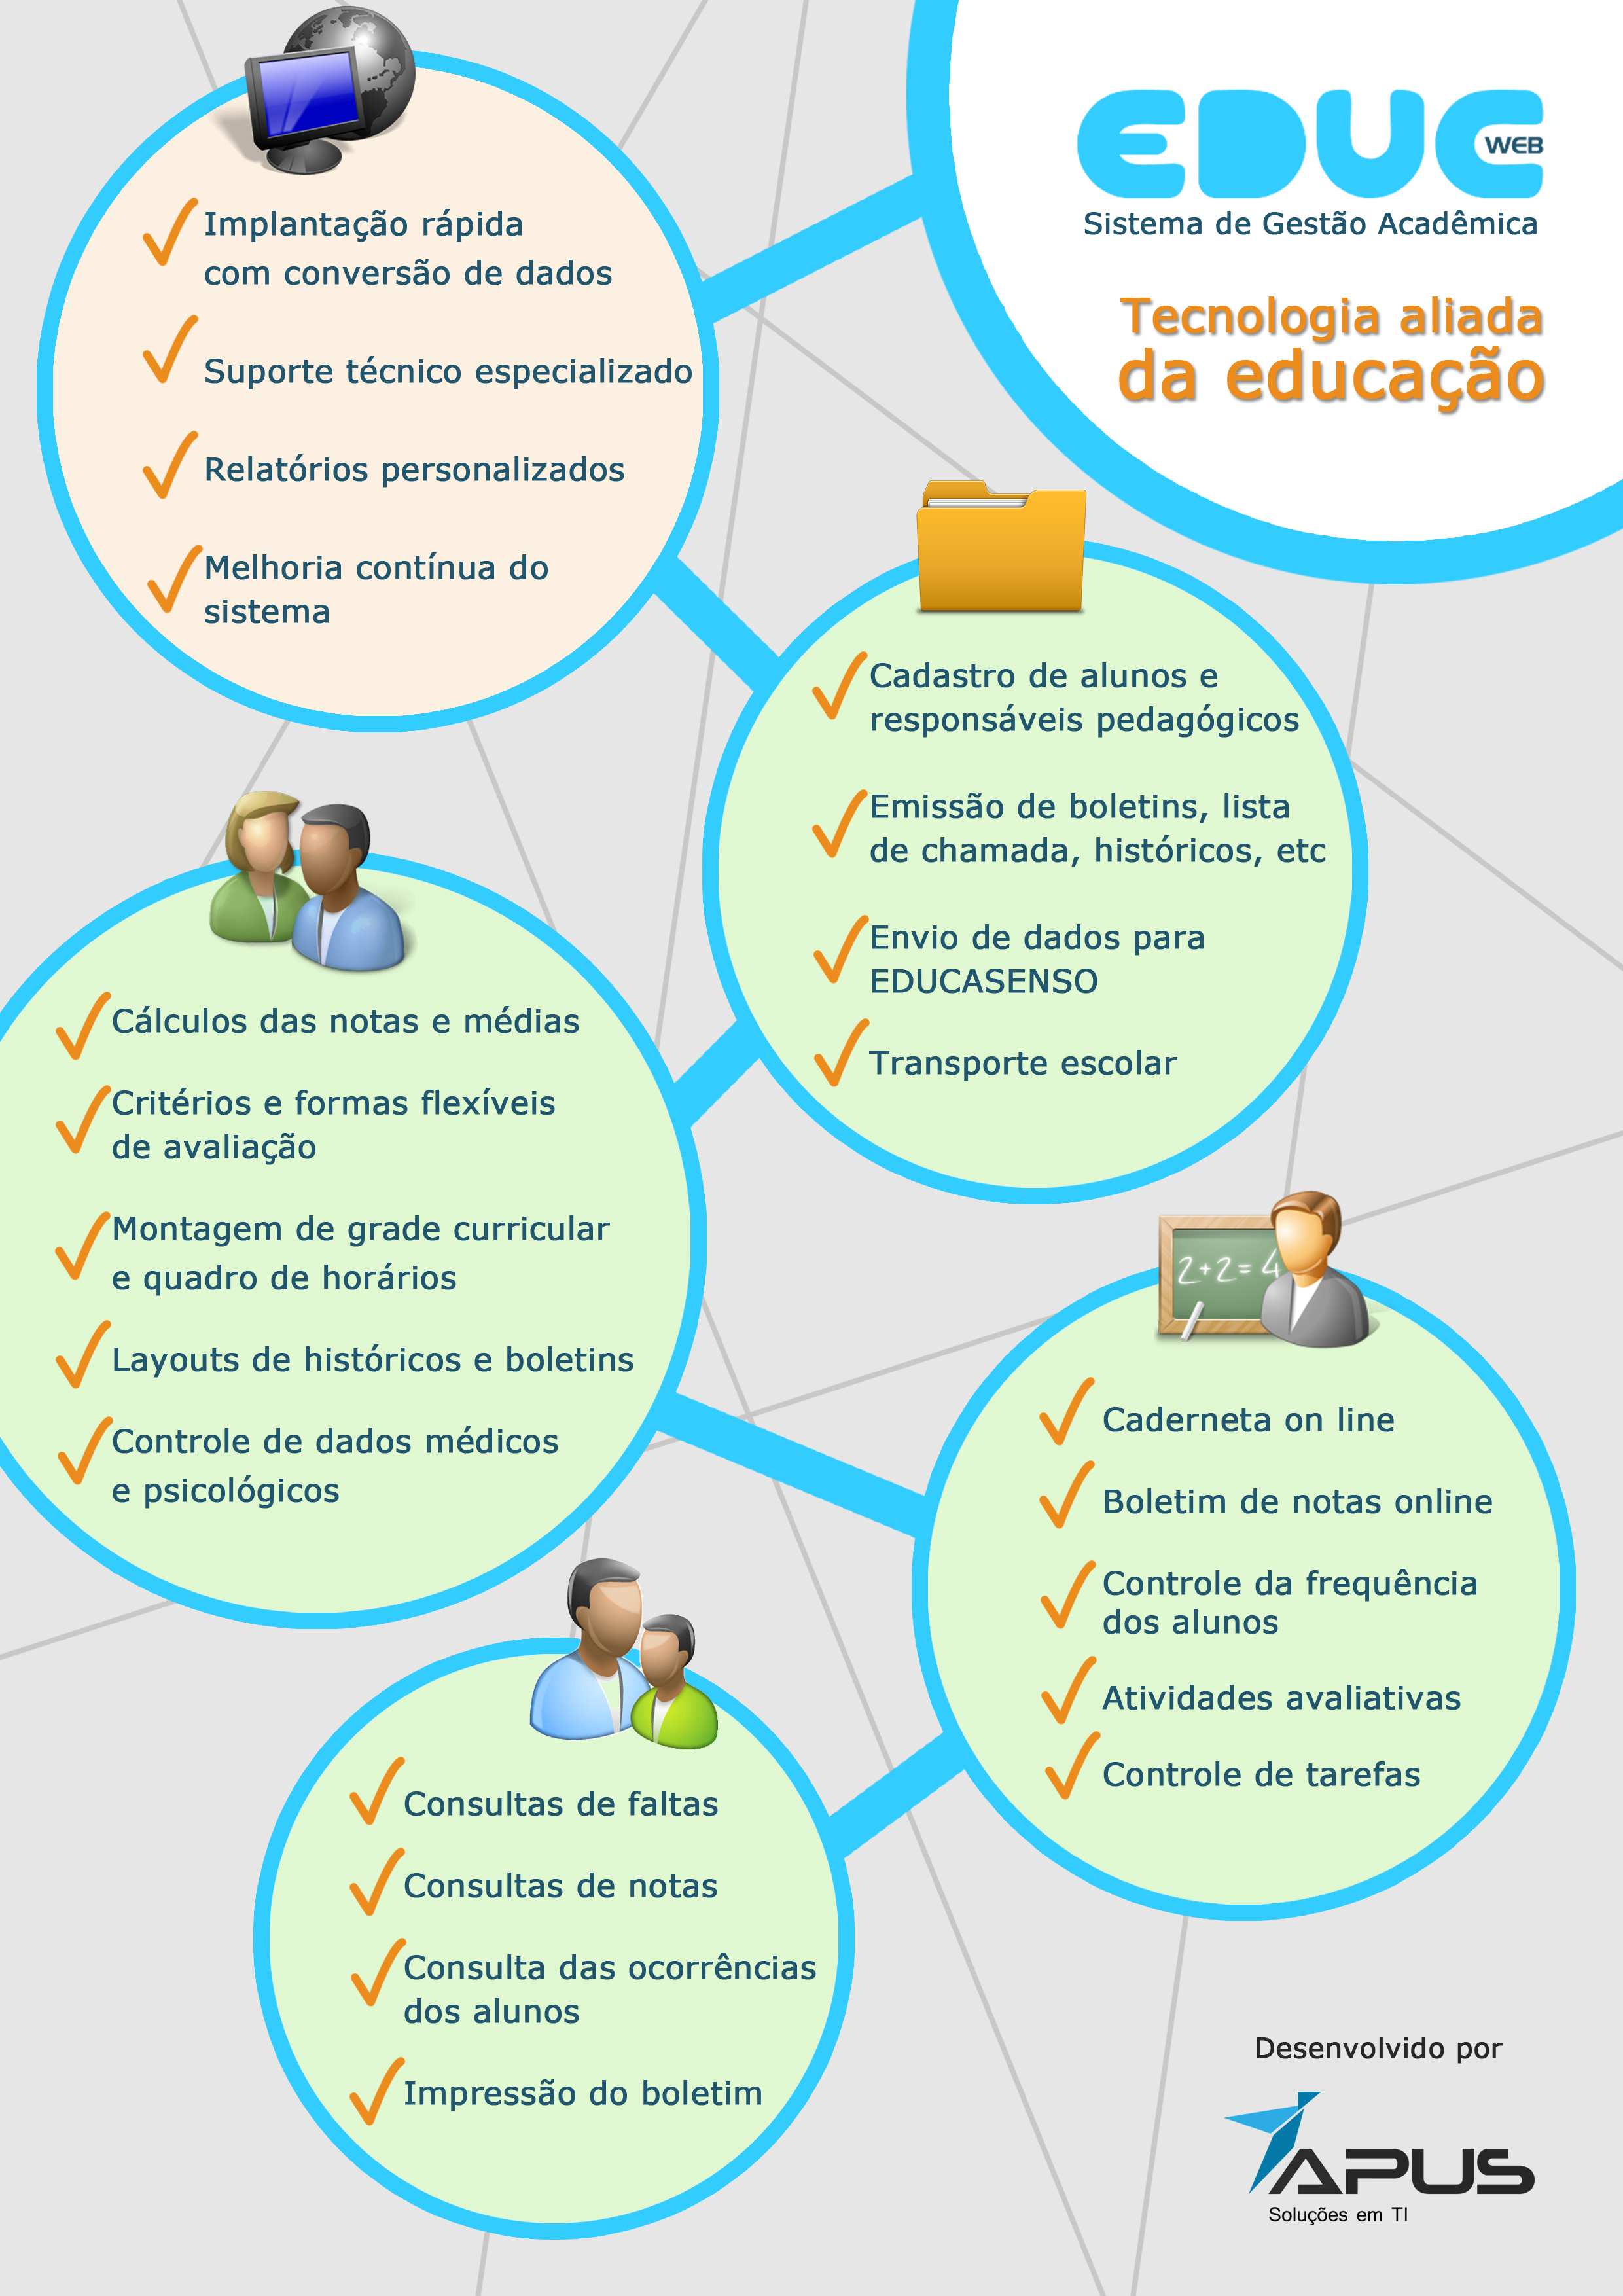 EDUC
WEB
Sistema de Gestão Acadêmica
Tecnologia aliada
da educação
Implantação rápida
com conversão de dados
Suporte técnico especializado
Relatórios personalizados
Melhoria contínua do
sistema
Cadastro de alunos e
responsáveis pedagógicos
Emissão de boletins, lista
de chamada, históricos, etc
Envio de dados para
EDUCASENSO
Transporte escolar
Cálculos das notas e médias
Critérios e formas flexíveis
de avaliação
Montagem de grade curricular
e quadro de horários
Layouts de históricos e boletins
Controle de dados médicos
e psicológicos
2+2=4
Caderneta on line
Boletim de notas online
Controle da frequência
dos alunos
Atividades avaliativas
Controle de tarefas
Consultas de faltas
Consultas de notas
Consulta das ocorrências
dos alunos
Impressão do boletim
Desenvolvido por
APUS
Soluções em TI